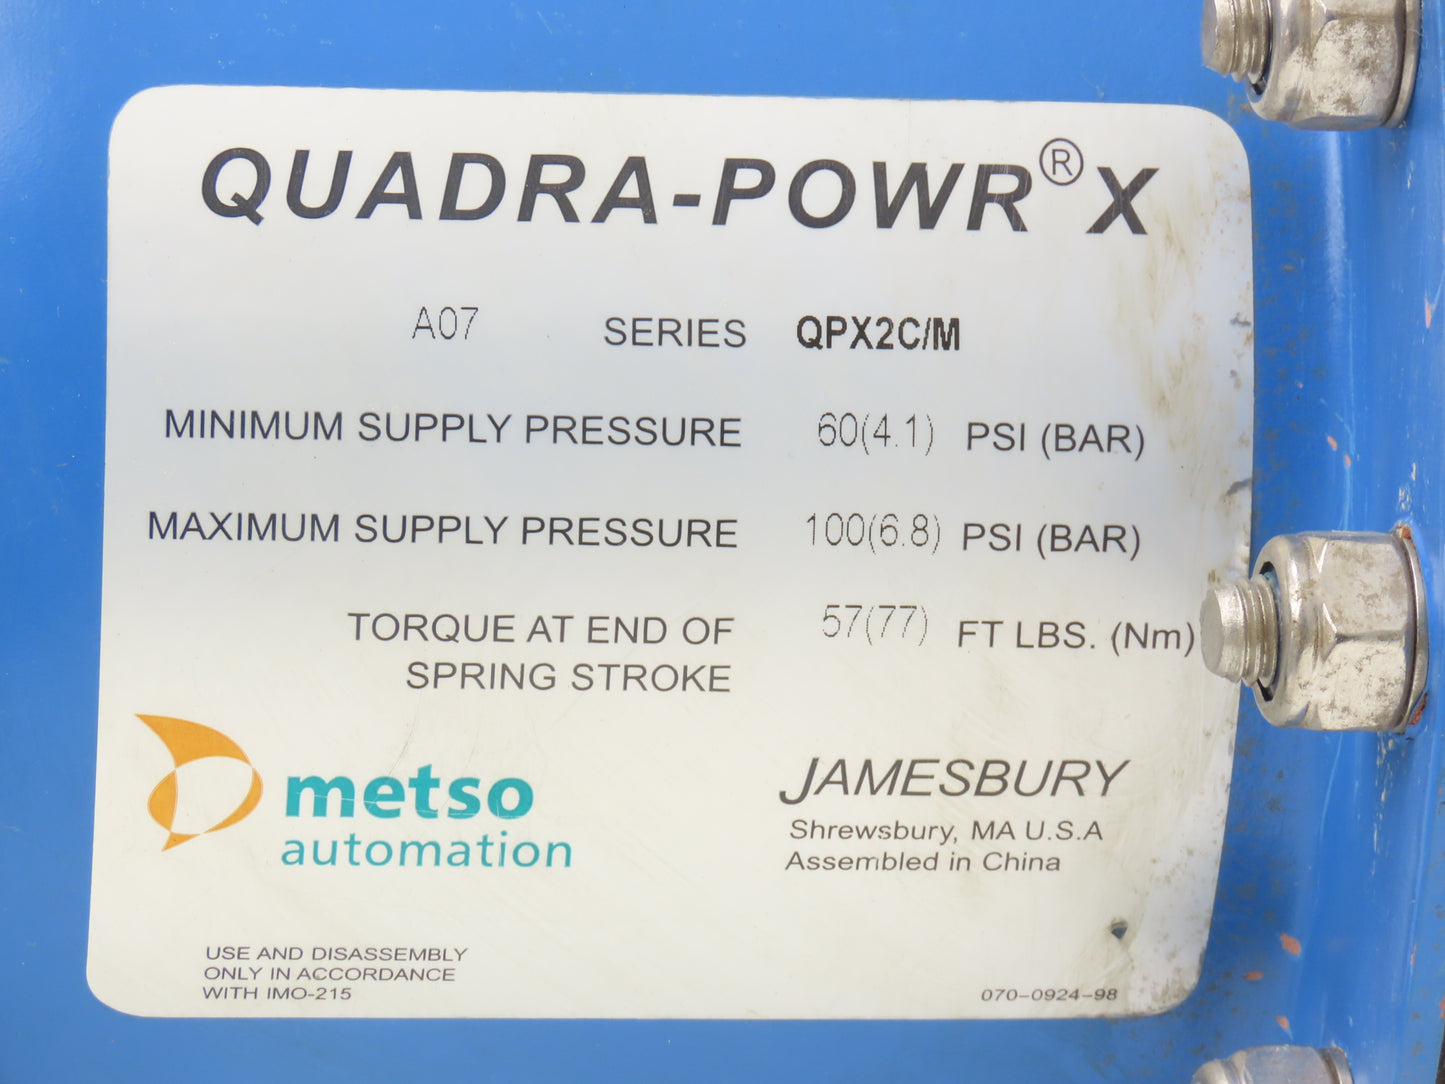 QUADRA-POWR® X
A07 SERIES QPX2C/M
MINIMUM SUPPLY PRESSURE 60(4.1) PSI (BAR)
MAXIMUM SUPPLY PRESSURE 100(6.8) PSI (BAR)
TORQUE AT END OF 57(77) FT LBS. (Nm)
SPRING STROKE
metso
automation
JAMESBURY
Shrewsbury, MA U.S.A
Assembled in China
USE AND DISASSEMBLY
ONLY IN ACCORDANCE
WITH IMO-215
070-0924-98